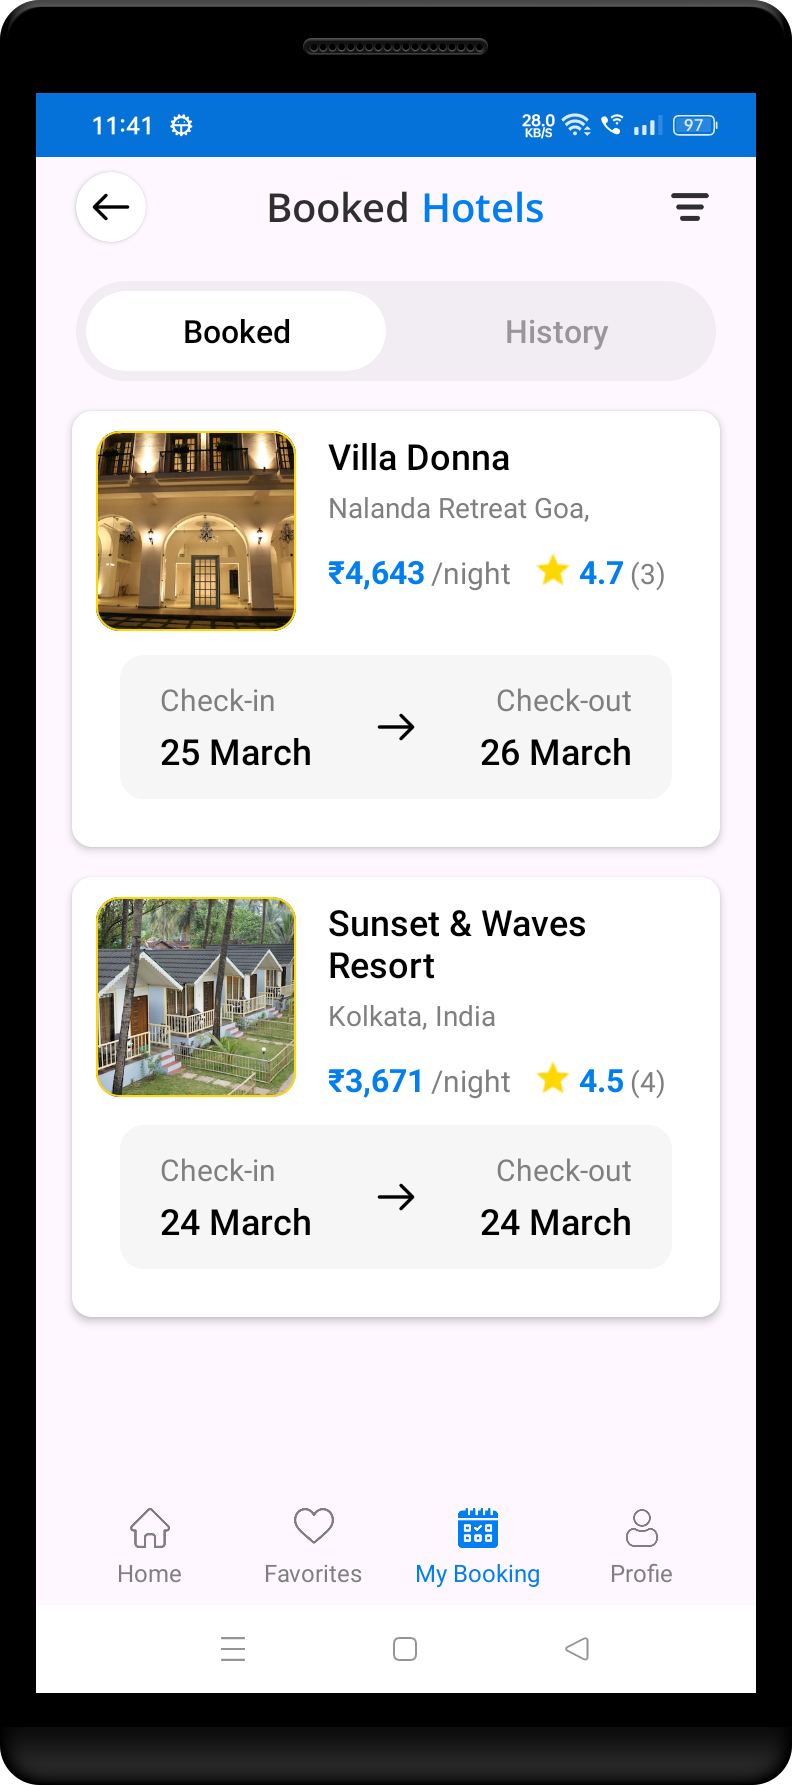 11:41
28.0
KB/S
97
Booked Hotels
Booked
History
Villa Donna
Nalanda Retreat Goa,
₹4,643 /night 4.7 (3)
Check-in
Check-out
25 March
26 March
Sunset & Waves
Resort
Kolkata, India
₹3,671 /night 4.5 (4)
Check-in
Check-out
24 March
24 March
Home
Favorites
My Booking
Profie